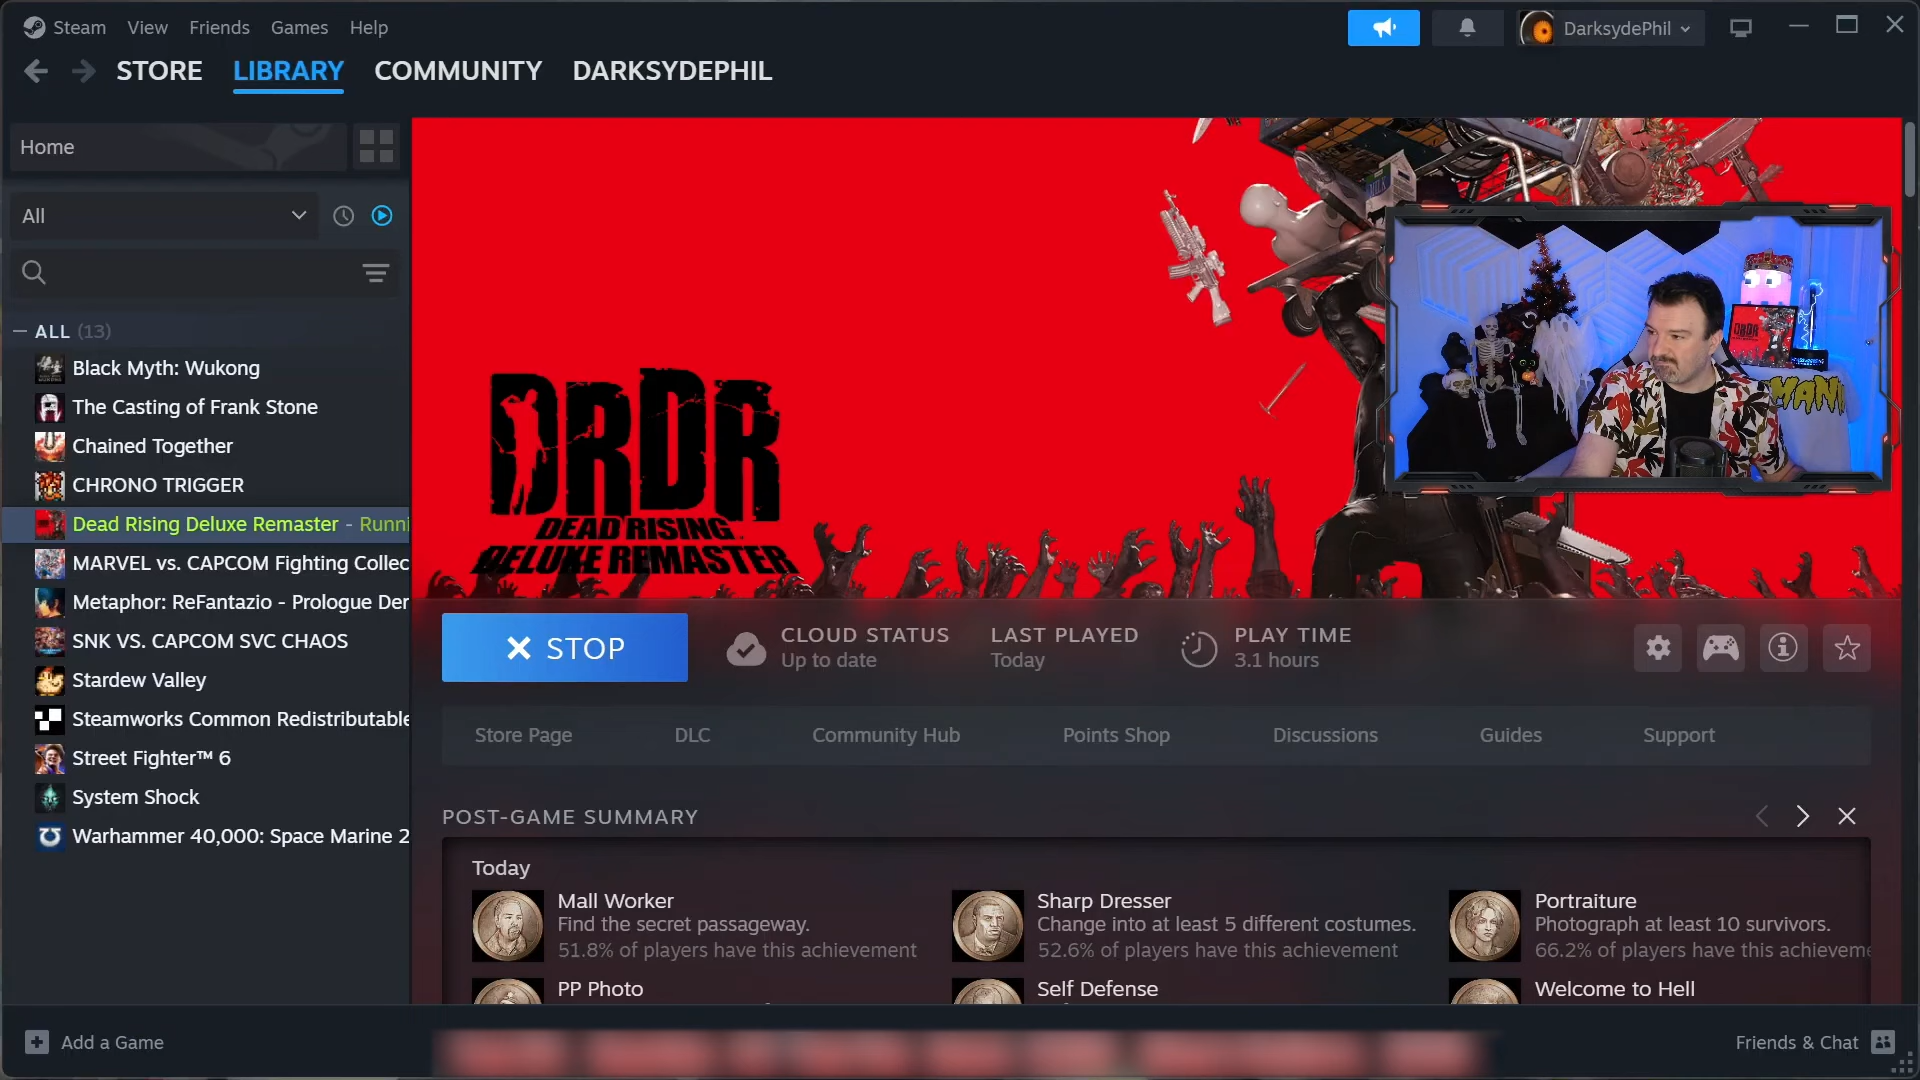 Steam View Friends Games Help
DarksydePhil
STORE LIBRARY COMMUNITY DARKSYDEPHIL
Home
All
ALL (13)
Black Myth: Wukong
The Casting of Frank Stone
Chained Together
CHRONO TRIGGER
Dead Rising Deluxe Remaster - Runni
MARVEL vs. CAPCOM Fighting Collec
Metaphor: ReFantazio - Prologue Der
SNK VS. CAPCOM SVC CHAOS
Stardew Valley
Steamworks Common Redistributable
Street Fighter™ 6
System Shock
Warhammer 40,000: Space Marine 2
MILK
DRDR
DEAD RISING
DELUXE REMASTER
DRDR
MANI
STOP
CLOUD STATUS
Up to date
LAST PLAYED
Today
PLAY TIME
3.1 hours
Store Page DLC Community Hub Points Shop Discussions Guides Support
POST-GAME SUMMARY
Today
Mall Worker
Find the secret passageway.
51.8% of players have this achievement
Sharp Dresser
Change into at least 5 different costumes.
52.6% of players have this achievement
Portraiture
Photograph at least 10 survivors.
66.2% of players have this achieveme
PP Photo
Self Defense
Welcome to Hell
Add a Game
Friends & Chat